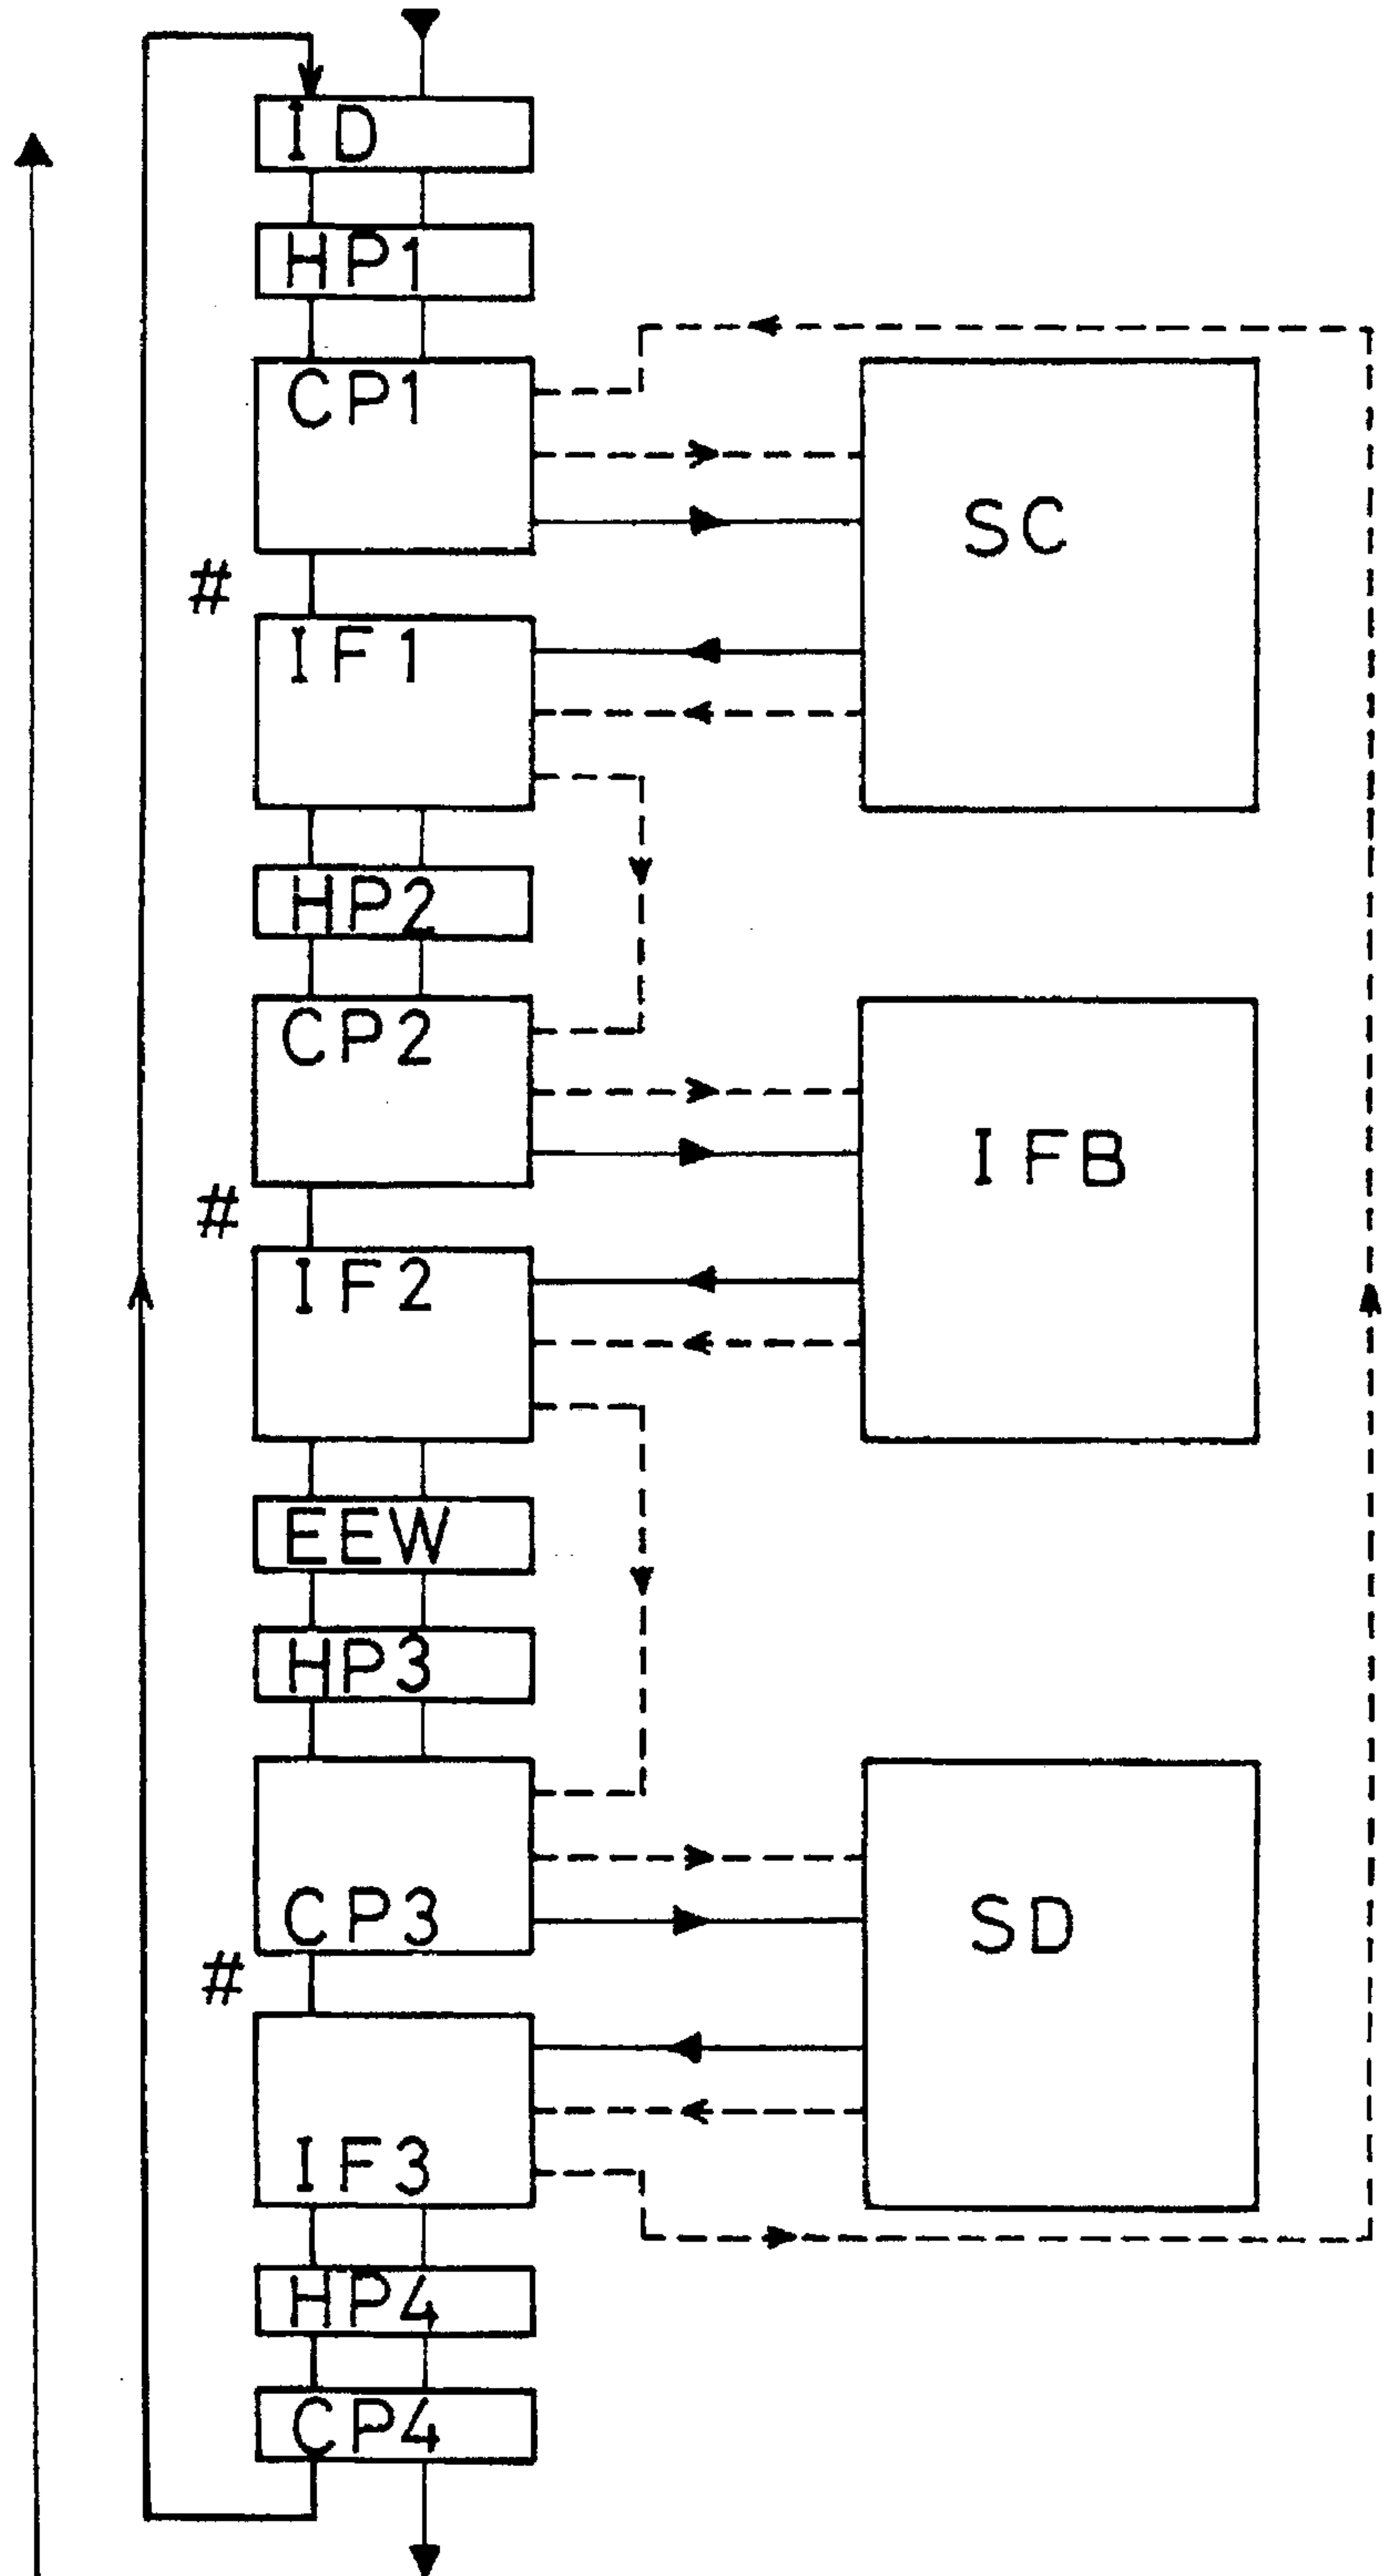 ID
HP1
CP1
SC
#
IF1
HP2
CP2
IFB
#
IF2
EEW
HP3
CP3
SD
#
IF3
HP4
CP4